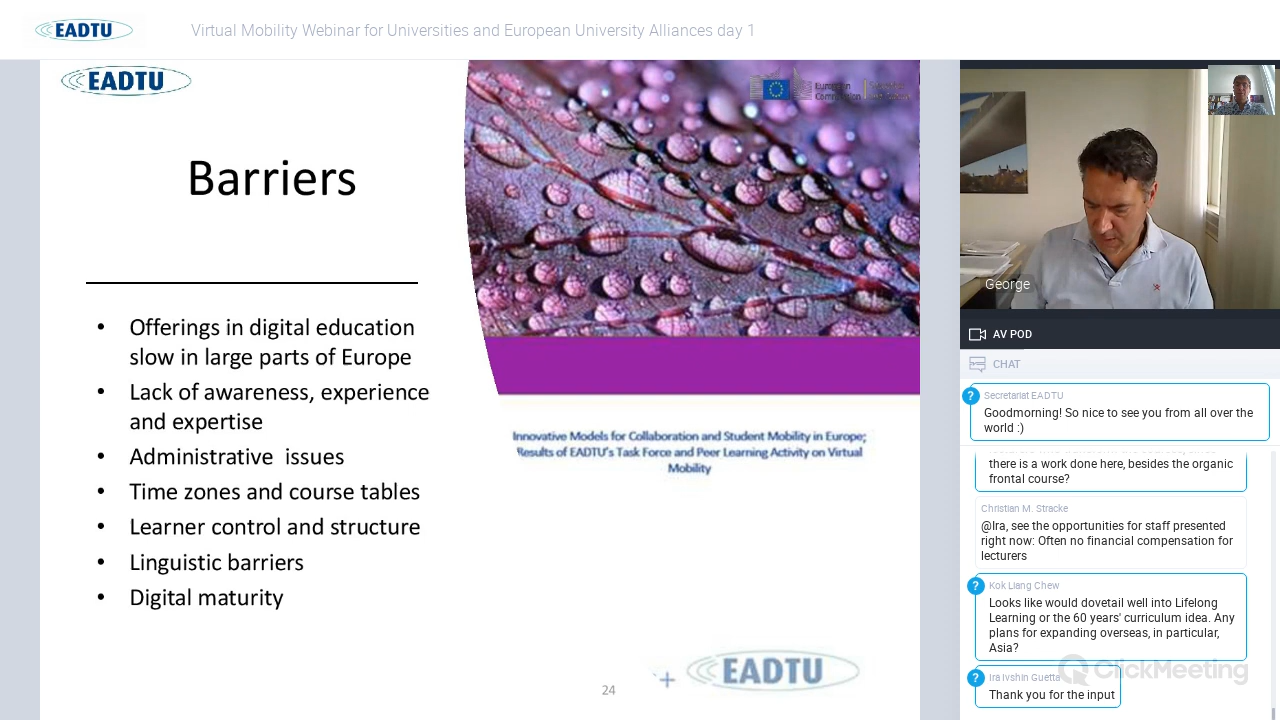 EADTU
Virtual Mobility Webinar for Universities and European University Alliances day 1
EADTU
European
Barriers
• Offerings in digital education
slow in large parts of Europe
• Lack of awareness, experience
and expertise
• Administrative issues
• Time zones and course tables
• Learner control and structure
• Linguistic barriers
• Digital maturity
Innovative Models for Collaboration and Student Mobility in Europe;
Results of EADTU's Task Force and Peer Learning Activity on Virtual
Mobility
24
EADTU
George
AV POD
CHAT
? Secretariat EADTU
Goodmorning! So nice to see you from all over the
world :)
there is a work done hate, besides the organic
frontal course?
Christian M. Stracke
@Ira, see the opportunities for staff presented
right now: Often no financial compensation for
lecturers
? Kok Liang Chew
Looks like would dovetail well into Lifelong
Learning or the 60 years' curriculum idea. Any
plans for expanding overseas, in particular,
Asia?
ClickMeeting
? Ira Ivshin Guetta
Thank you for the input